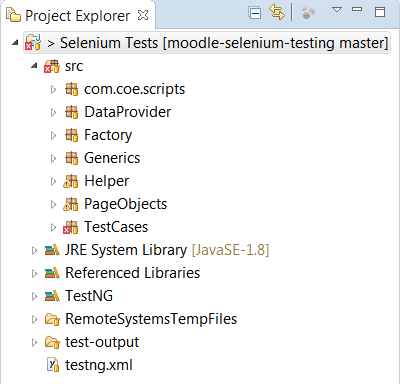 Project Explorer
> Selenium Tests [moodle-selenium-testing master]
src
com.coe.scripts
DataProvider
Factory
Generics
Helper
PageObjects
TestCases
JRE System Library [JavaSE-1.8]
Referenced Libraries
TestNG
RemoteSystemsTempFiles
test-output
testng.xml